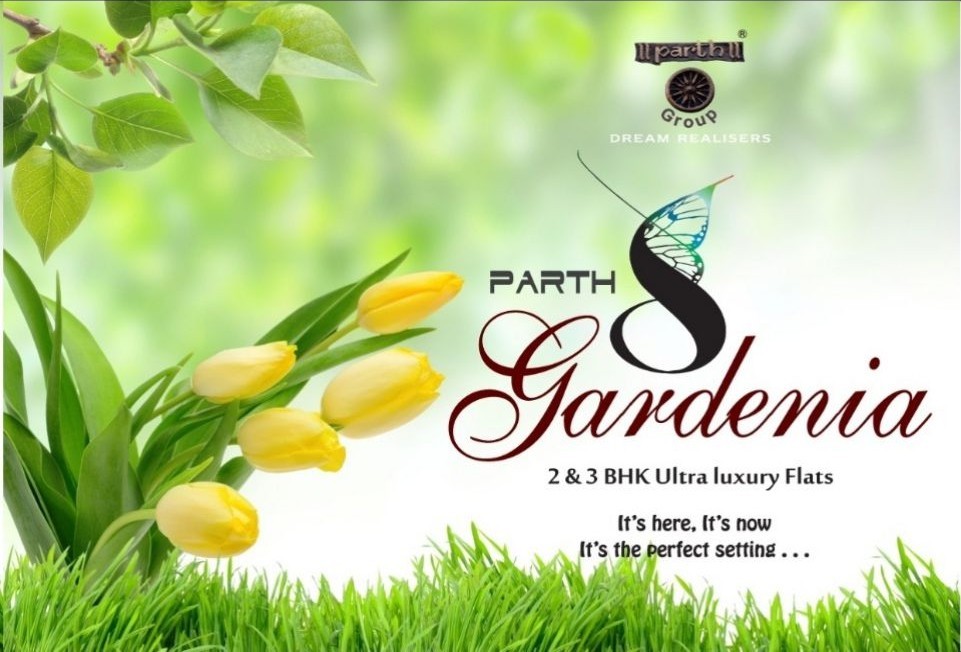 ॥parth॥®
Group
DREAM REALISERS
PARTH
Gardenia
2 & 3 BHK Ultra luxury Flats
It's here, It's now
It's the perfect setting . . .